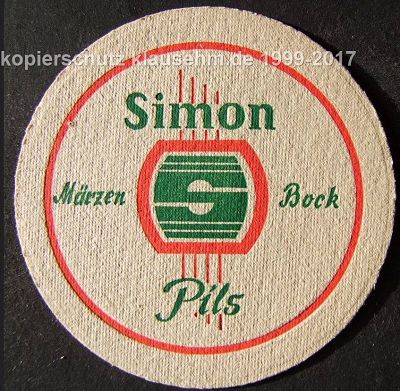 kopierschutz klausehm.de 1999-2017
Simon
Märzen
S
Bock
Pils